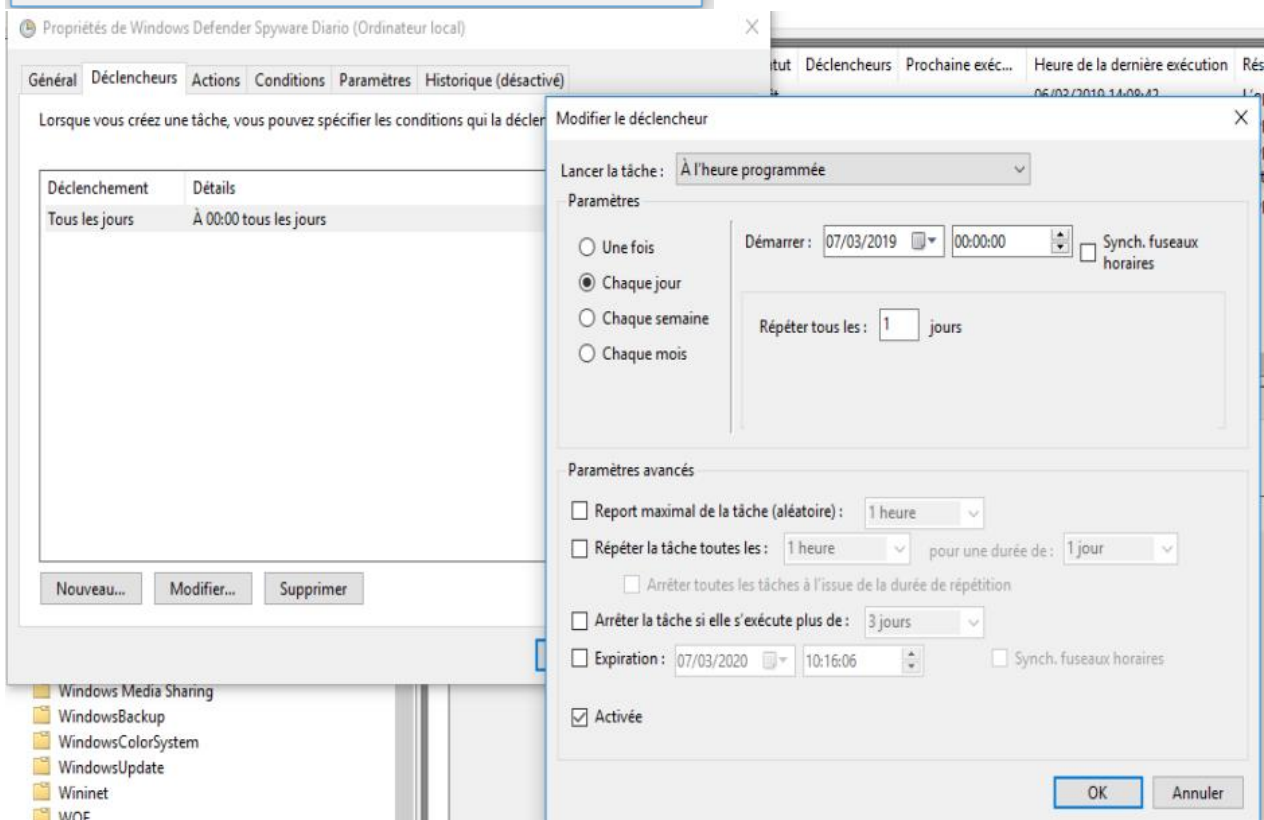 Propriétés de Windows Defender Spyware Diario (Ordinateur local)
Général Déclencheurs Actions Conditions Paramètres Historique (désactivé)
Lorsque vous créez une tâche, vous pouvez spécifier les conditions qui la
Déclenchement Détails
Tous les jours À 00:00 tous les jours
Nouveau... Modifier... Supprimer
Déclencheurs Prochaine exéc... Heure de la dernière exécution
06/03/2019 14:08:42
Modifier le déclencheur
Lancer la tâche : À l'heure programmée
Paramètres
Une fois
Chaque jour
Chaque semaine
Chaque mois
Démarrer : 07/03/2019 00:00:00 Synch. fuseaux
horaires
Répéter tous les : 1 jours
Paramètres avancés
Report maximal de la tâche (aléatoire) : 1 heure
Répéter la tâche toutes les : 1 heure pour une durée de : 1 jour
Arrêter toutes les tâches à l'issue de la durée de répétition
Arrêter la tâche si elle s'exécute plus de : 3 jours
Expiration : 07/03/2020 10:16:06 Synch. fuseaux horaires
Activée
OK Annuler
Windows Media Sharing
WindowsBackup
WindowsColorSystem
WindowsUpdate
Wininet